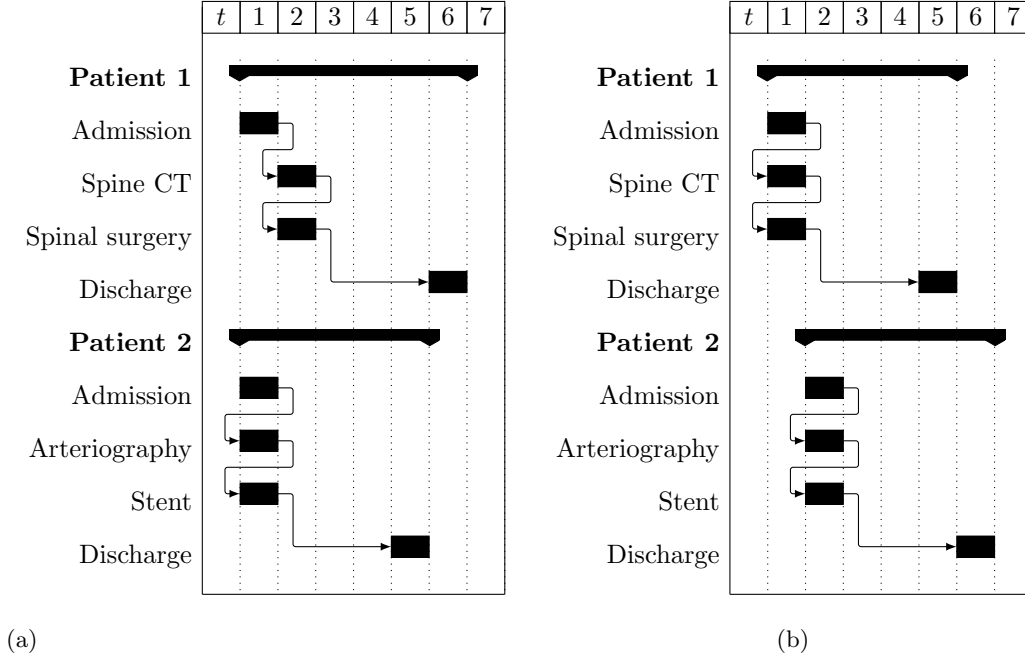 t 1 2 3 4 5 6 7
Patient 1
Admission
Spine CT
Spinal surgery
Discharge
Patient 2
Admission
Arteriography
Stent
Discharge
(a)
t 1 2 3 4 5 6 7
Patient 1
Admission
Spine CT
Spinal surgery
Discharge
Patient 2
Admission
Arteriography
Stent
Discharge
(b)